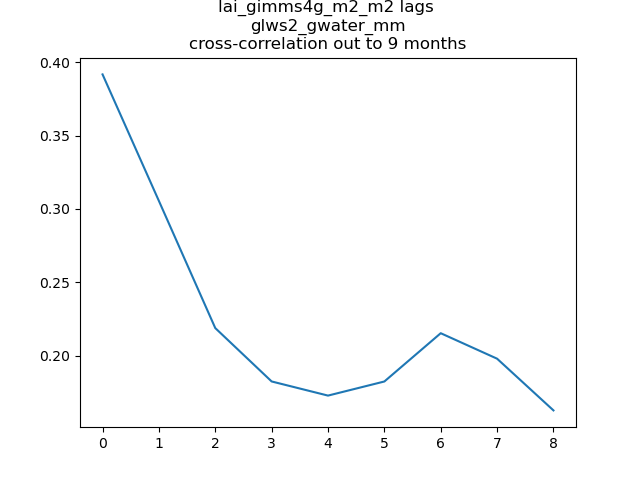 lai_gimms4g_m2_m2 lags
glws2_gwater_mm
cross-correlation out to 9 months
0.40
0.35
0.30
0.25
0.20
0 1 2 3 4 5 6 7 8